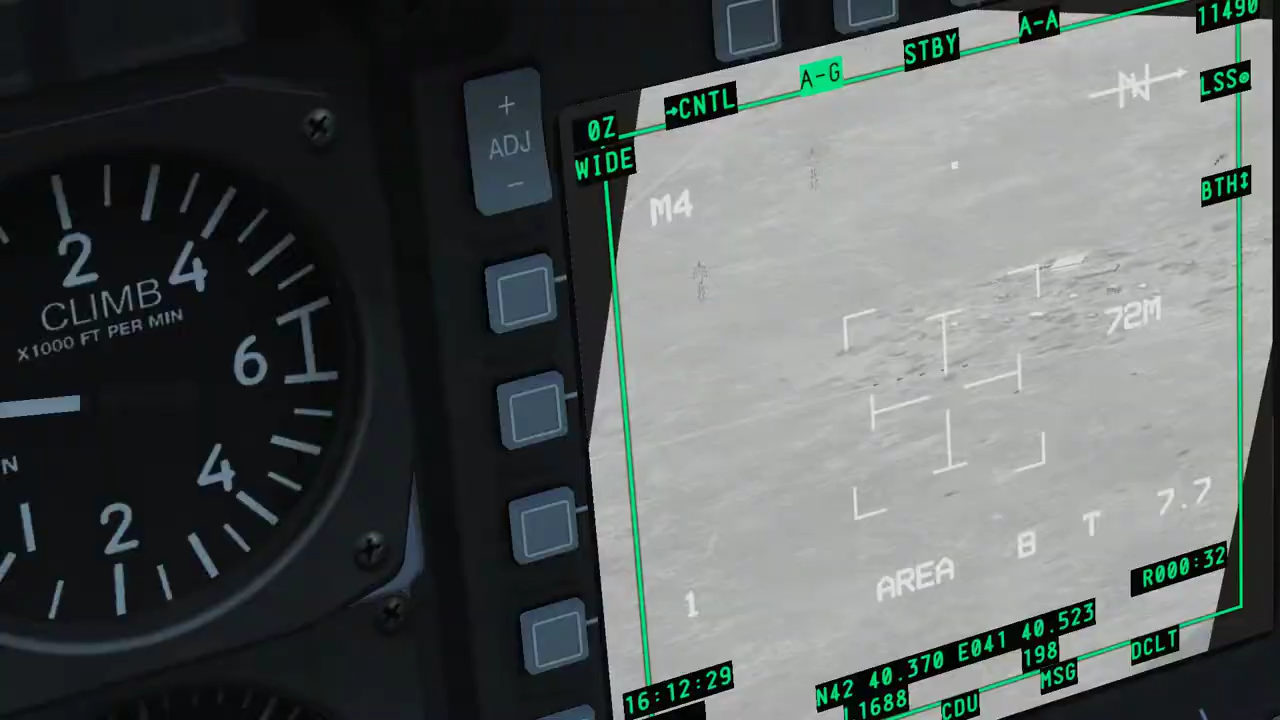 11490
A-A
STBY
A-G
→CNTL
0Z
WIDE
LSS
BTH↕
N
M4
+
ADJ
−
2
4
CLIMB
X1000 FT PER MIN
6
4
2
N
72M
7.7
T
B
AREA
1
R000:32
N42 40.370 E041 40.523
198
L1688
16:12:29
CDU
MSG
DCLT